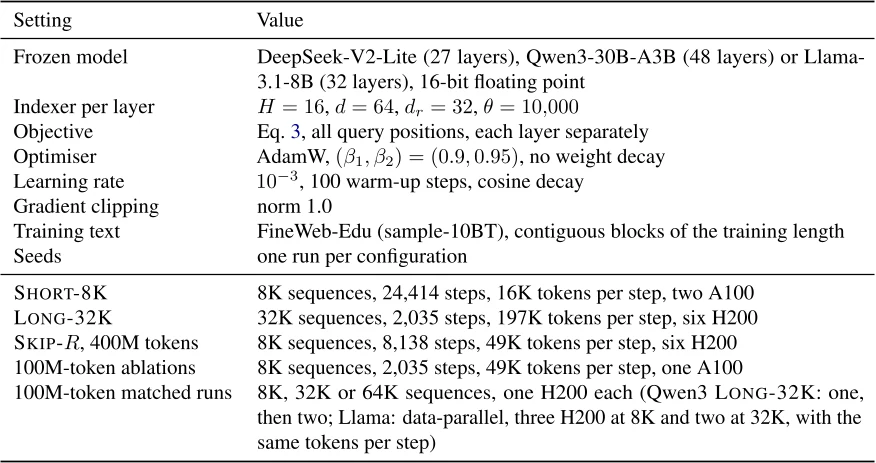 Setting Value
Frozen model DeepSeek-V2-Lite (27 layers), Qwen3-30B-A3B (48 layers) or Llama-
3.1-8B (32 layers), 16-bit floating point
Indexer per layer H = 16, d = 64, d_r = 32, θ = 10,000
Objective Eq. 3, all query positions, each layer separately
Optimiser AdamW, (β₁, β₂) = (0.9, 0.95), no weight decay
Learning rate 10⁻³, 100 warm-up steps, cosine decay
Gradient clipping norm 1.0
Training text FineWeb-Edu (sample-10BT), contiguous blocks of the training length
Seeds one run per configuration
SHORT-8K 8K sequences, 24,414 steps, 16K tokens per step, two A100
LONG-32K 32K sequences, 2,035 steps, 197K tokens per step, six H200
SKIP-R, 400M tokens 8K sequences, 8,138 steps, 49K tokens per step, six H200
100M-token ablations 8K sequences, 2,035 steps, 49K tokens per step, one A100
100M-token matched runs 8K, 32K or 64K sequences, one H200 each (Qwen3 LONG-32K: one,
then two; Llama: data-parallel, three H200 at 8K and two at 32K, with the
same tokens per step)